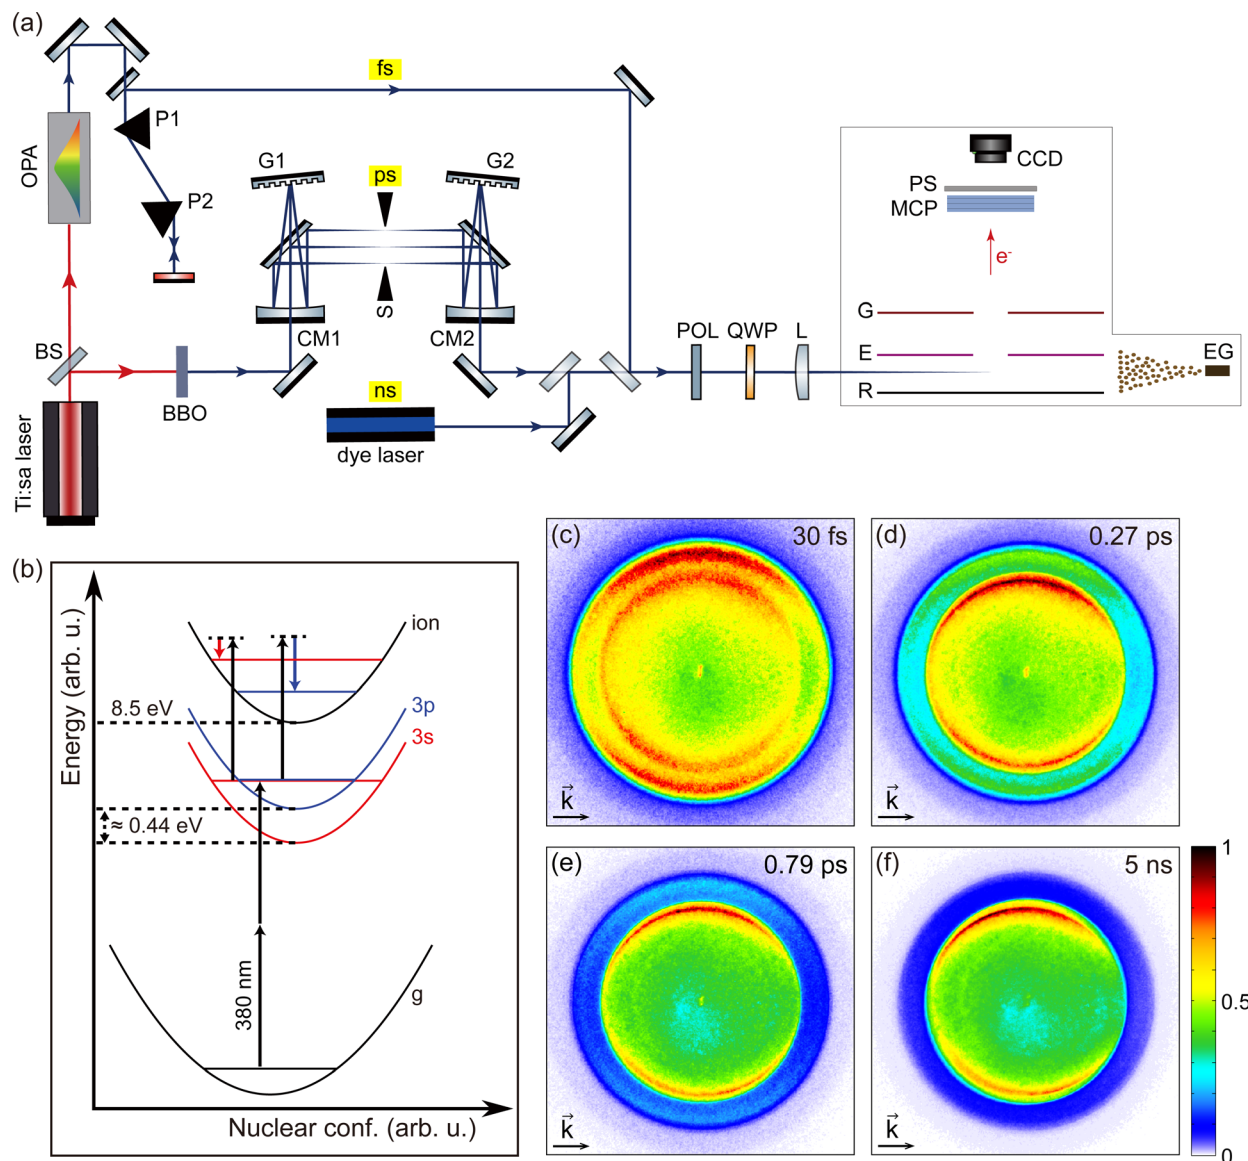 (a)
fs
P1
OPA
P2
G1
ps
G2
S
CM1
CM2
BS
BBO
ns
dye laser
Ti:sa laser
POL
QWP
L
CCD
PS
MCP
e-
G
E
R
EG
(b)
Energy (arb. u.)
ion
8.5 eV
3p
3s
≈ 0.44 eV
380 nm
g
Nuclear conf. (arb. u.)
(c)
30 fs
k
(d)
0.27 ps
k
(e)
0.79 ps
k
(f)
5 ns
k
1
0.5
0